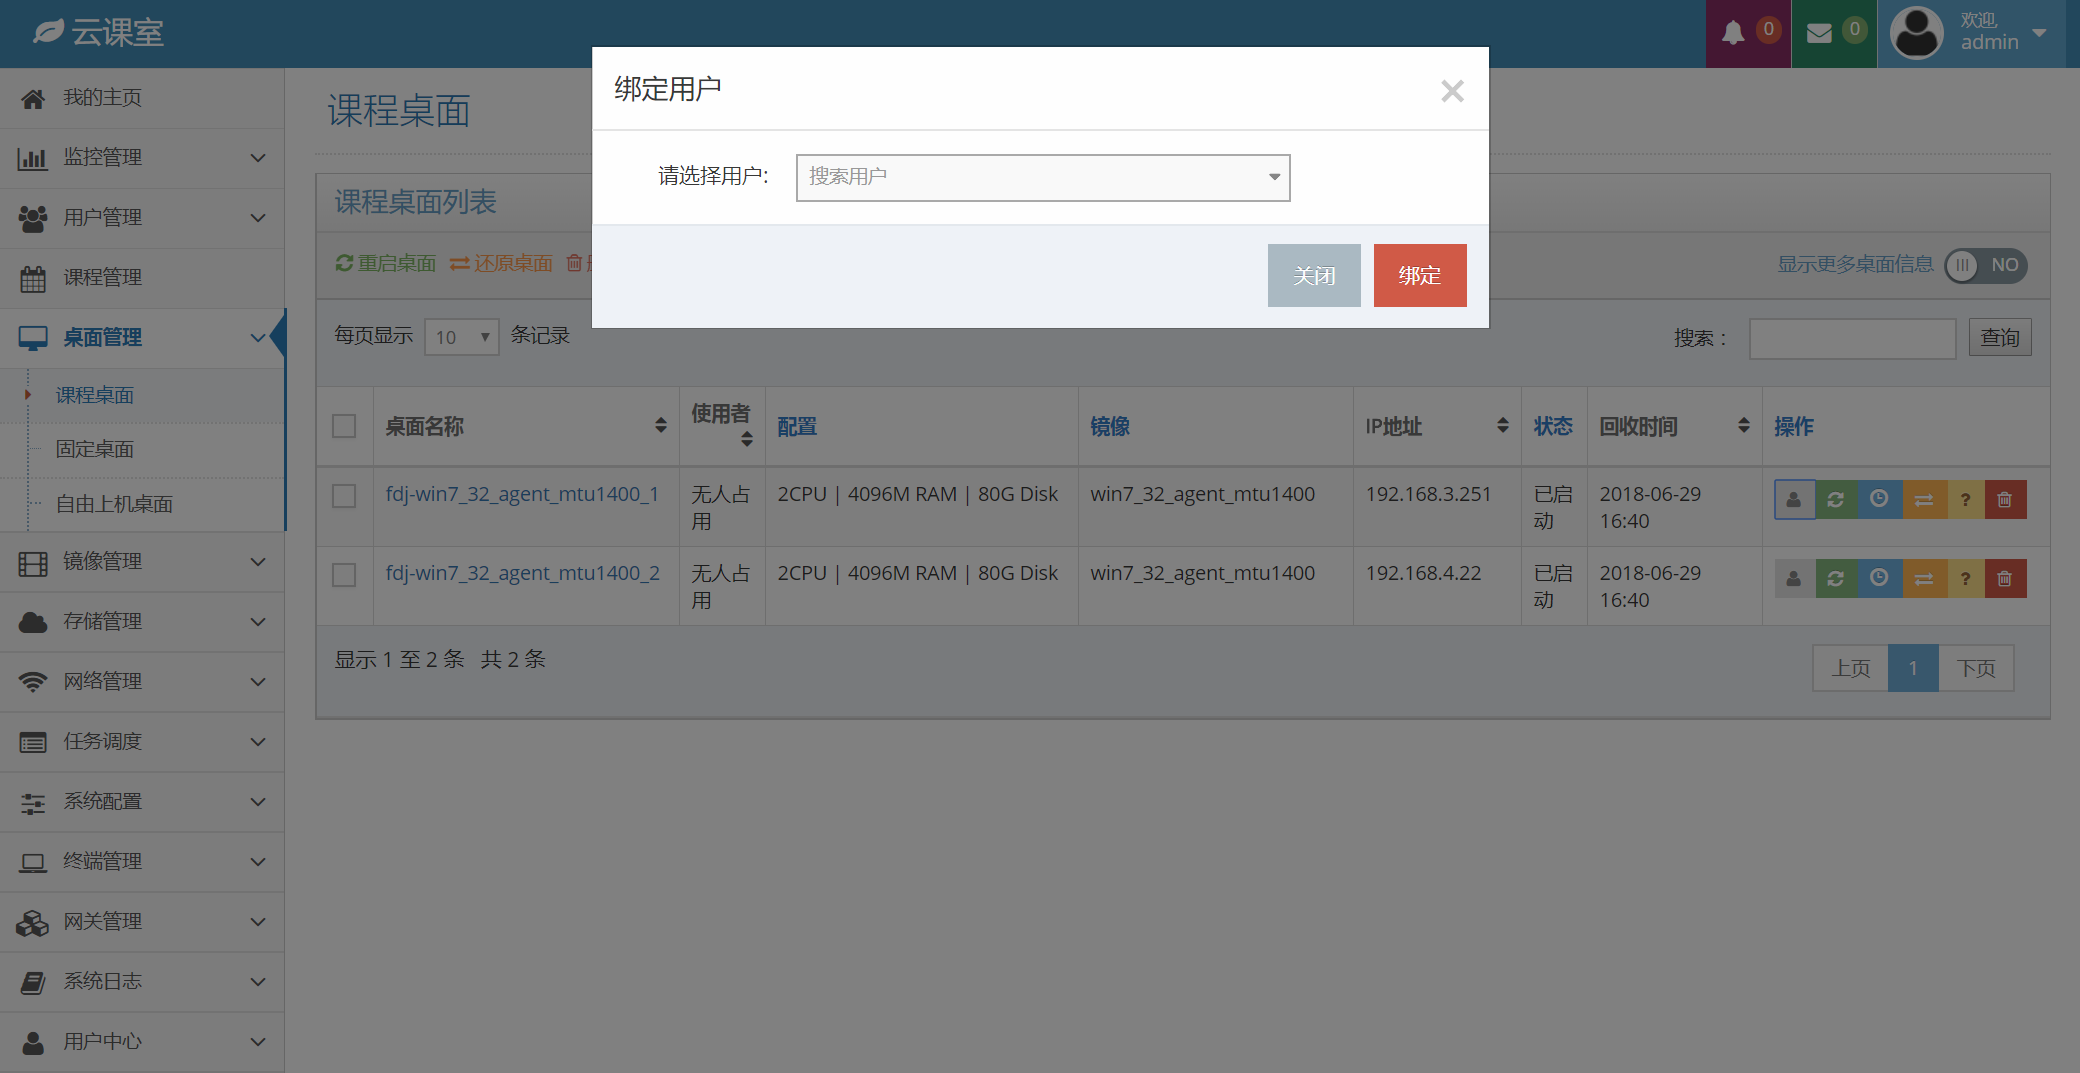 云课室
0
0
欢迎,
admin
我的主页
监控管理
用户管理
课程管理
桌面管理
课程桌面
固定桌面
自由上机桌面
镜像管理
存储管理
网络管理
任务调度
系统配置
终端管理
网关管理
系统日志
用户中心
课程桌面
绑定用户
×
请选择用户:
搜索用户
关闭
绑定
课程桌面列表
重启桌面 还原桌面
显示更多桌面信息 NO
每页显示 10 条记录
搜索：
查询
桌面名称 使用者 配置 镜像 IP地址 状态 回收时间 操作
fdj-win7_32_agent_mtu1400_1 无人占用 2CPU | 4096M RAM | 80G Disk win7_32_agent_mtu1400 192.168.3.251 已启动 2018-06-29 16:40 ?
fdj-win7_32_agent_mtu1400_2 无人占用 2CPU | 4096M RAM | 80G Disk win7_32_agent_mtu1400 192.168.4.22 已启动 2018-06-29 16:40 ?
显示 1 至 2 条 共 2 条
上页 1 下页